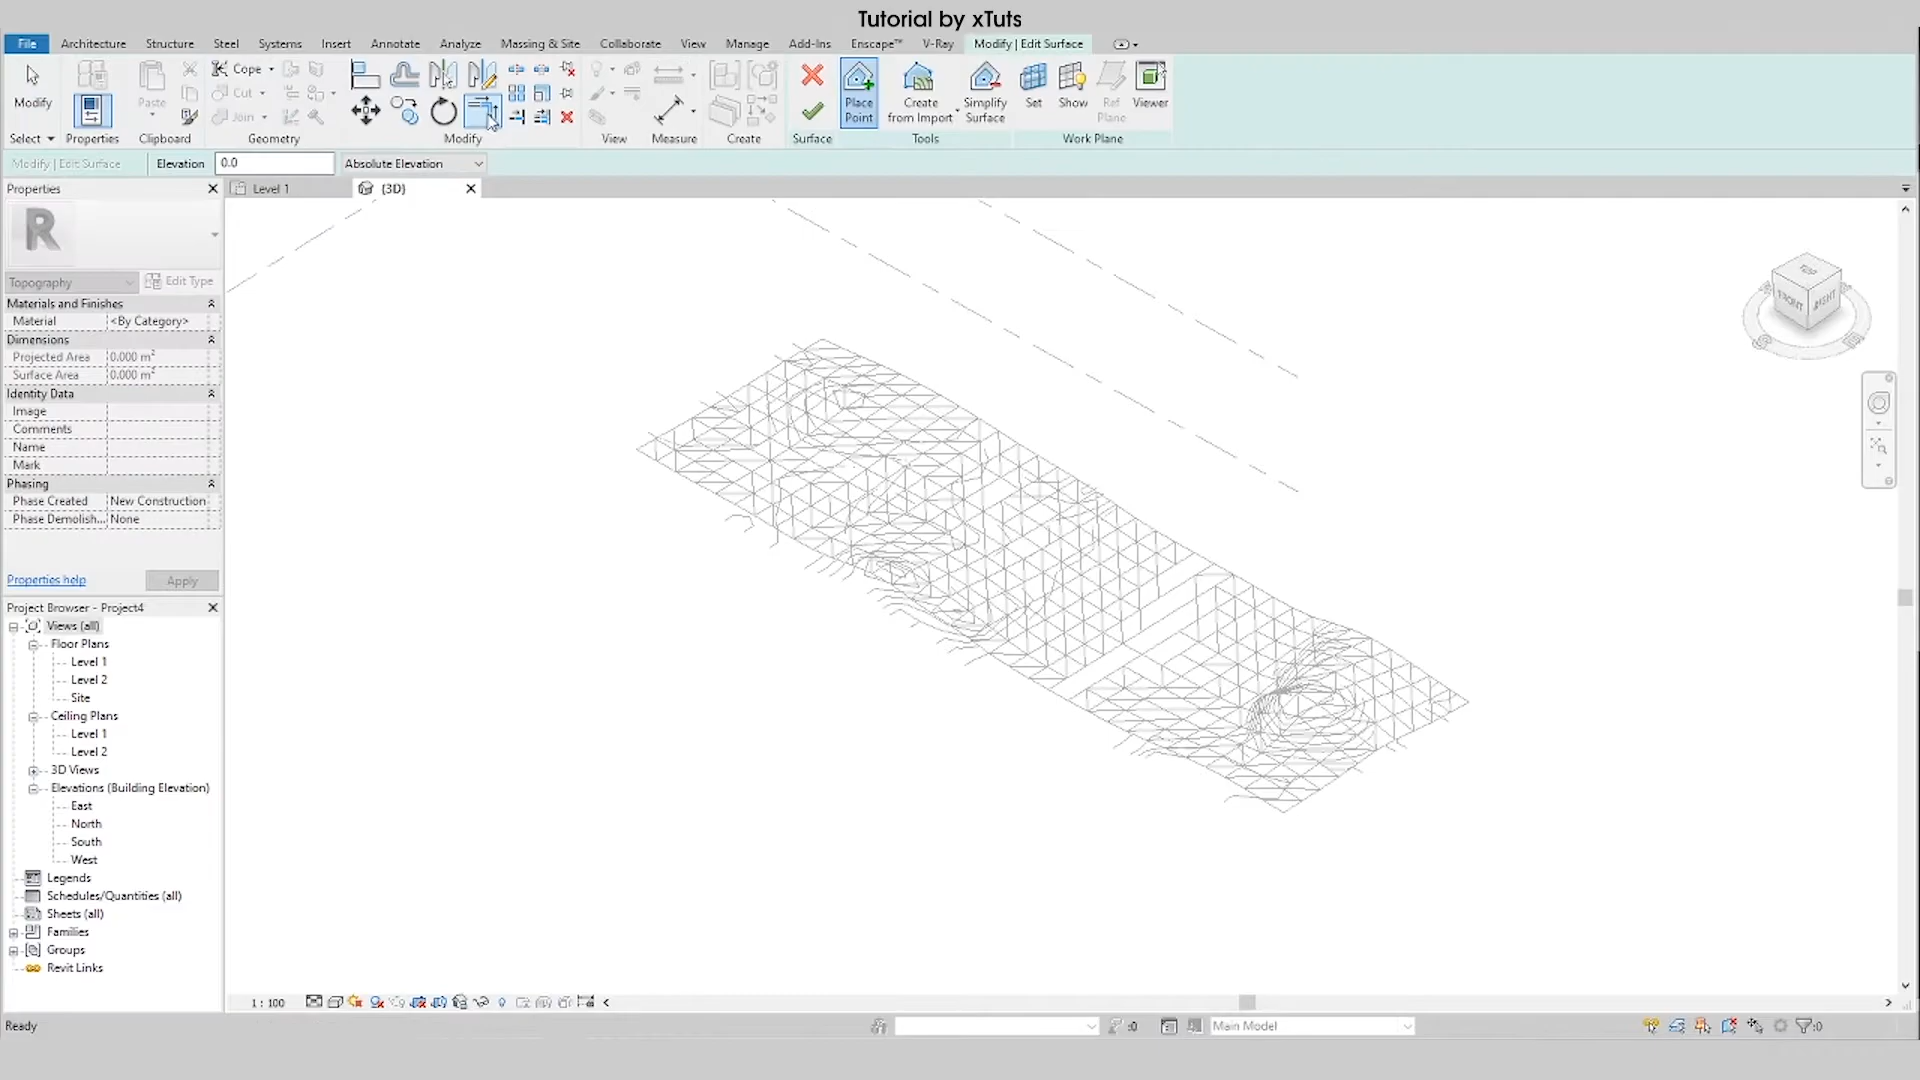 Tutorial by xTuts
File Architecture Structure Steel Systems Insert Annotate Analyze Massing & Site Collaborate View Manage Add-Ins Enscape™ V-Ray Modify | Edit Surface
Modify Paste Cope Cut Join Place Point Create from Import Simplify Surface Set Show Ref Plane Viewer
Select Properties Clipboard Geometry Modify View Measure Create Surface Tools Work Plane
Modify | Edit Surface Elevation 0.0 Absolute Elevation
Properties
Level 1 {3D}
R
Topography Edit Type
Materials and Finishes
Material <By Category>
Dimensions
Projected Area 0.000 m²
Surface Area 0.000 m²
Identity Data
Image
Comments
Name
Mark
Phasing
Phase Created New Construction
Phase Demolish... None
Properties help Apply
Project Browser - Project4
Views (all)
Floor Plans
Level 1
Level 2
Site
Ceiling Plans
Level 1
Level 2
3D Views
Elevations (Building Elevation)
East
North
South
West
Legends
Schedules/Quantities (all)
Sheets (all)
Families
Groups
Revit Links
TOP
FRONT RIGHT
1 : 100
Ready :0 Main Model :0